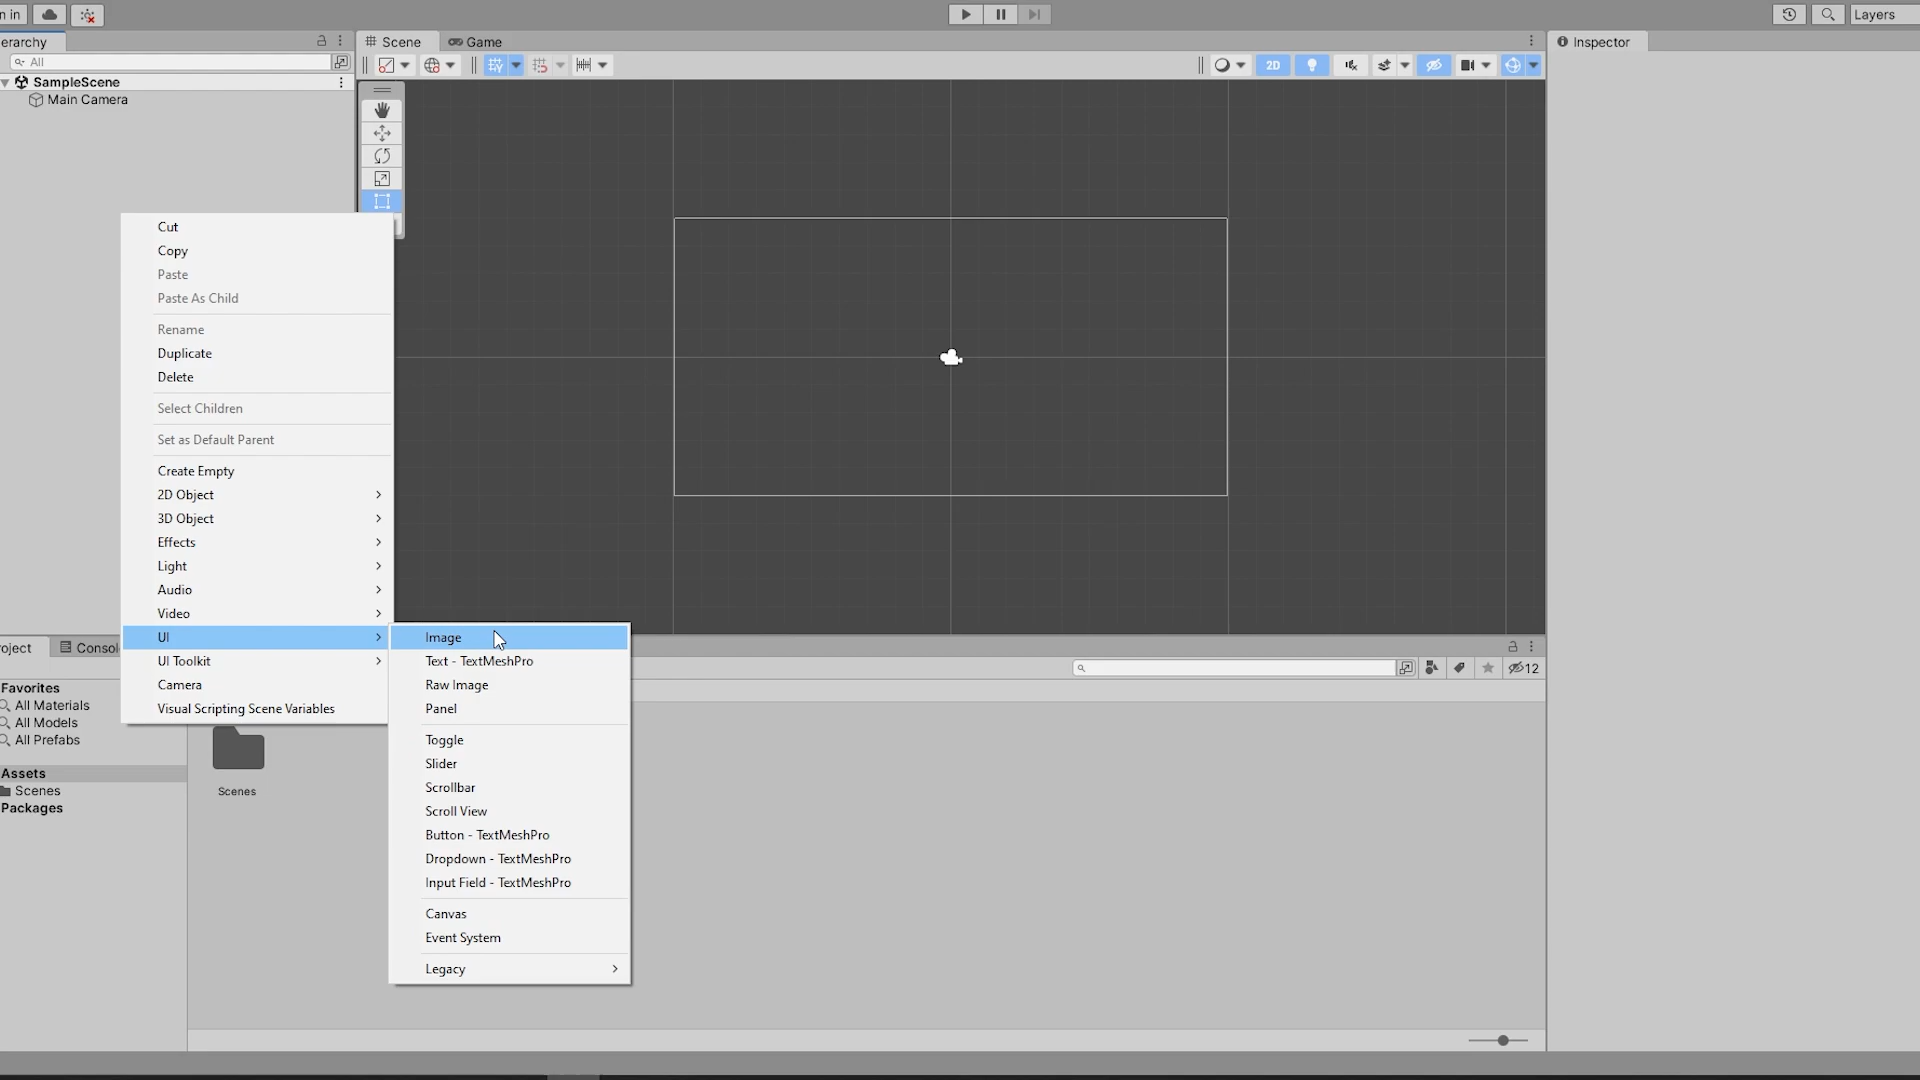 n in
Layers
erarchy
Scene
Game
Inspector
All
2D
SampleScene
Main Camera
Cut
Copy
Paste
Paste As Child
Rename
Duplicate
Delete
Select Children
Set as Default Parent
Create Empty
2D Object
3D Object
Effects
Light
Audio
Video
UI
UI Toolkit
Camera
Visual Scripting Scene Variables
Image
Text - TextMeshPro
Raw Image
Panel
Toggle
Slider
Scrollbar
Scroll View
Button - TextMeshPro
Dropdown - TextMeshPro
Input Field - TextMeshPro
Canvas
Event System
Legacy
roject
Consol
12
Favorites
All Materials
All Models
All Prefabs
Assets
Scenes
Packages
Scenes